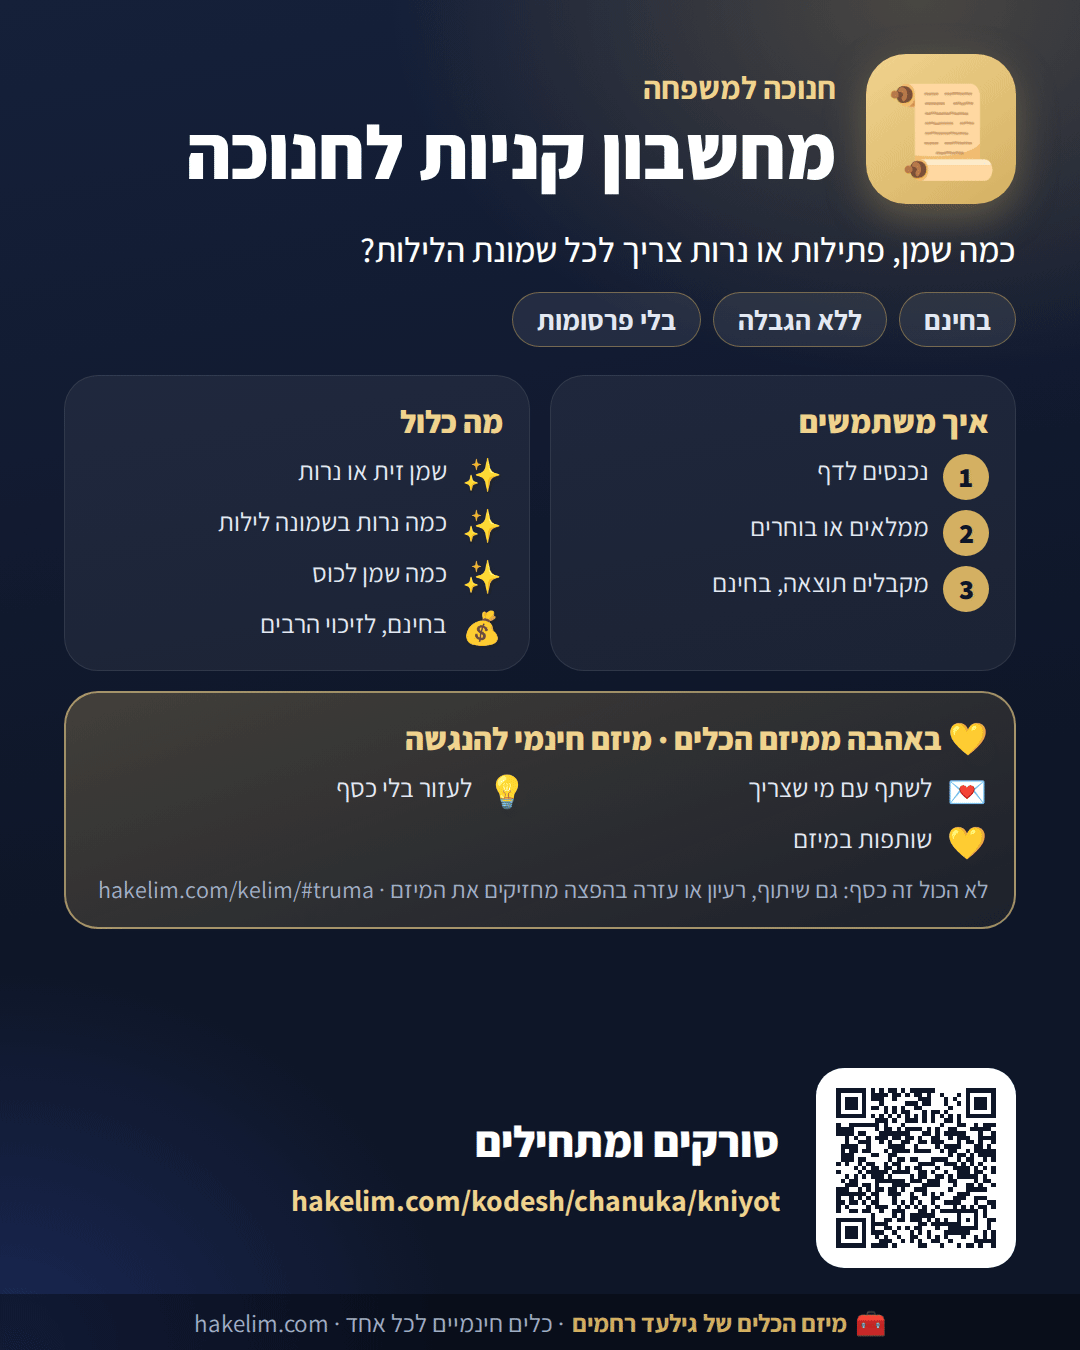 חנוכה למשפחה
מחשבון קניות לחנוכה
כמה שמן, פתילות או נרות צריך לכל שמונת הלילות?
בחינם
ללא הגבלה
בלי פרסומות
איך משתמשים
1 נכנסים לדף
2 ממלאים או בוחרים
3 מקבלים תוצאה, בחינם
מה כלול
שמן זית או נרות
כמה נרות בשמונה לילות
כמה שמן לכוס
בחינם, לזיכוי הרבים
באהבה ממיזם הכלים · מיזם חינמי להנגשה
לשתף עם מי שצריך
לעזור בלי כסף
שותפות במיזם
לא הכול זה כסף: גם שיתוף, רעיון או עזרה בהפצה מחזיקים את המיזם · hakelim.com/kelim/#truma
סורקים ומתחילים
hakelim.com/kodesh/chanuka/kniyot
מיזם הכלים של גילעד רחמים · כלים חינמיים לכל אחד · hakelim.com